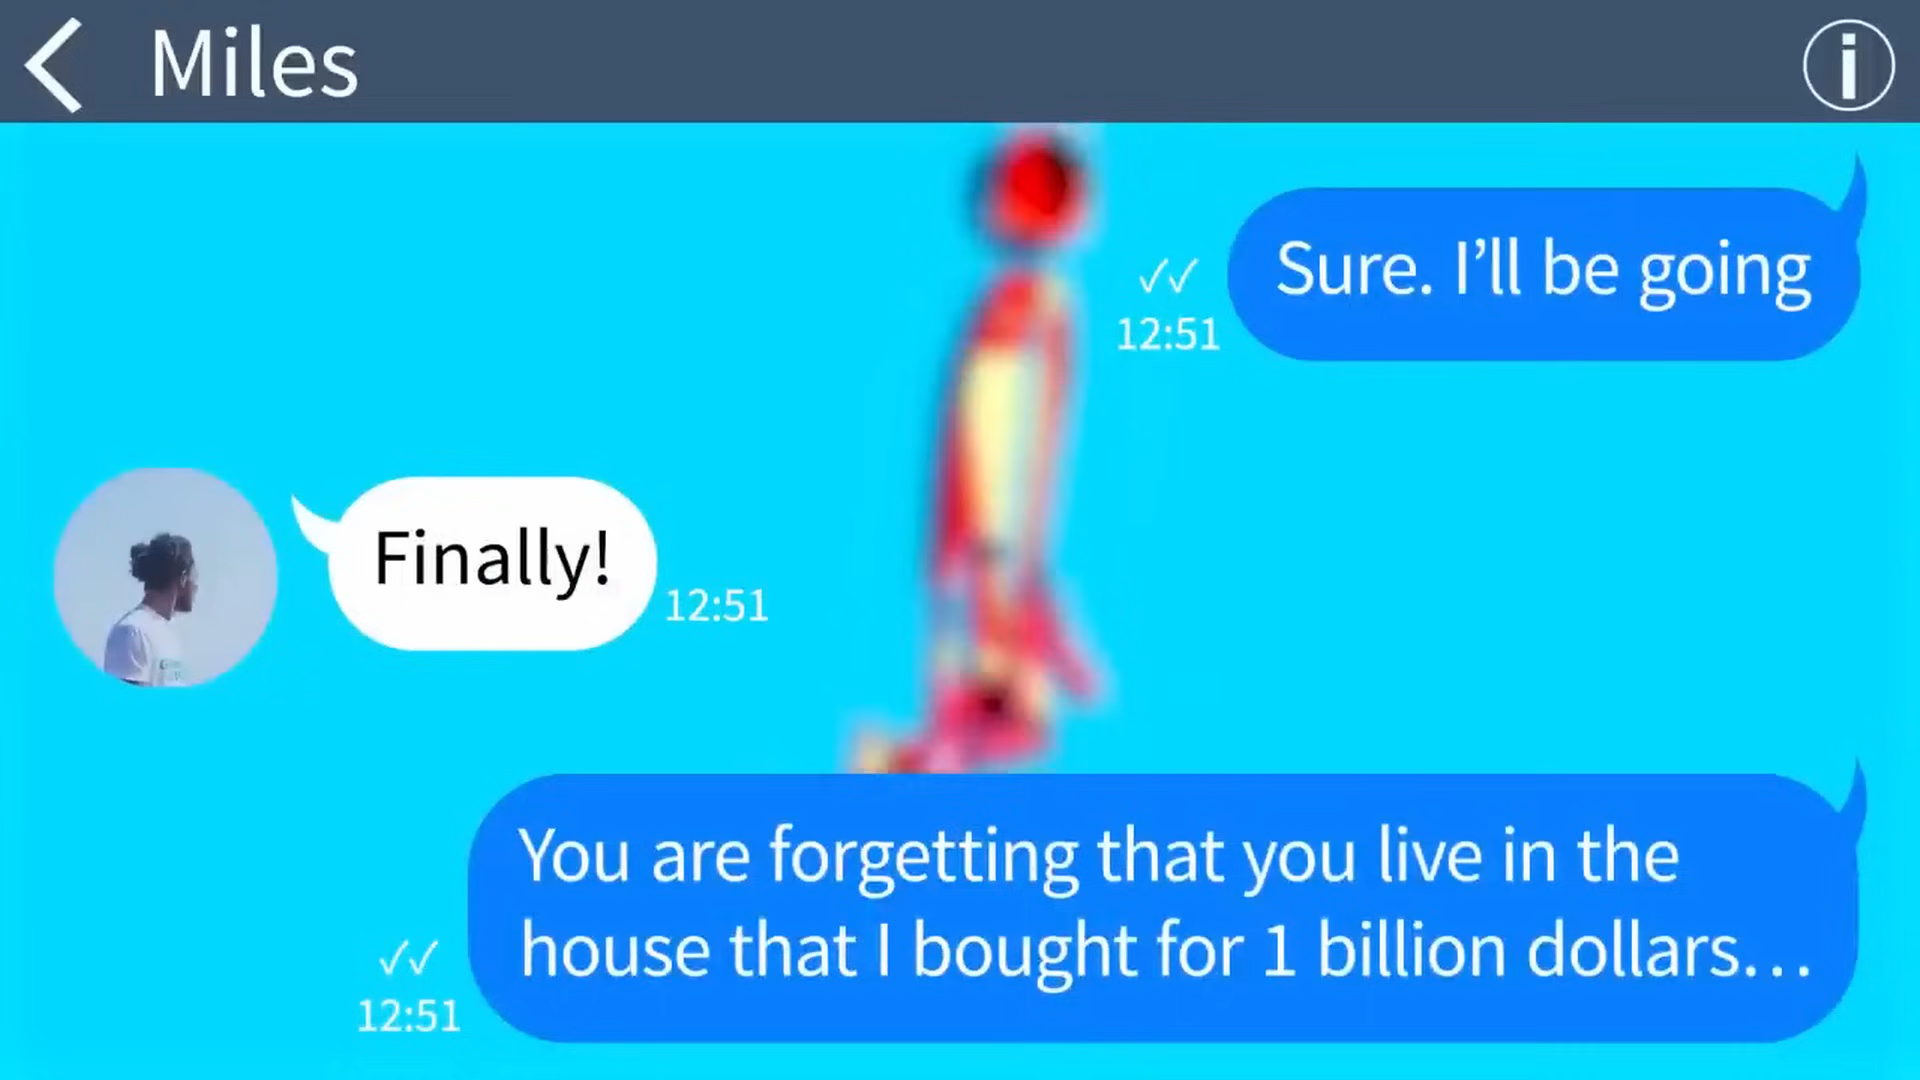 Miles
Sure. I’ll be going
12:51
Finally!
12:51
You are forgetting that you live in the
house that I bought for 1 billion dollars…
12:51